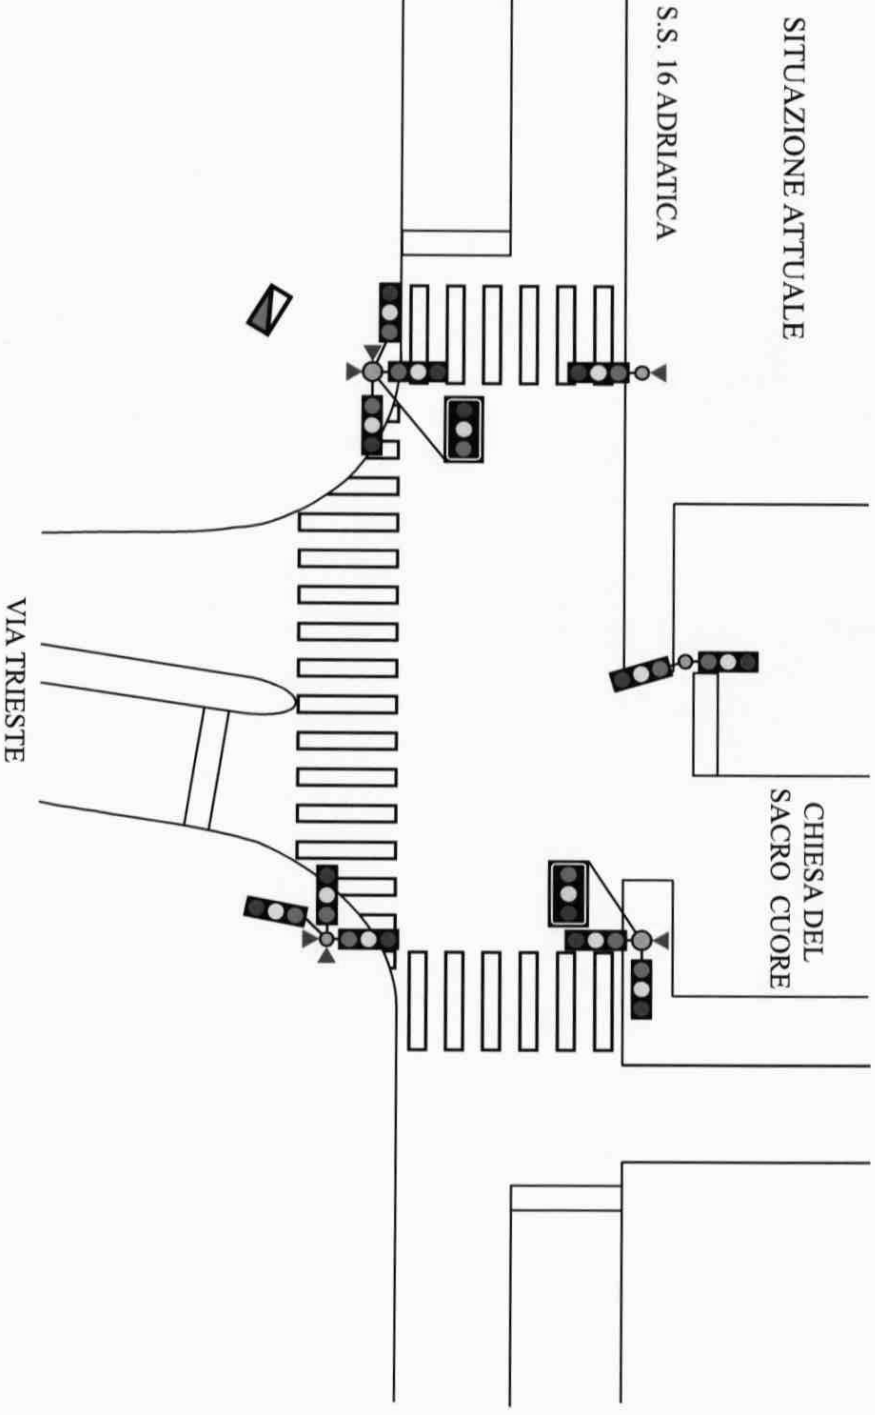 SITUAZIONE ATTUALE
S.S. 16 ADRIATICA
CHIESA DEL
SACRO CUORE
VIA TRIESTE